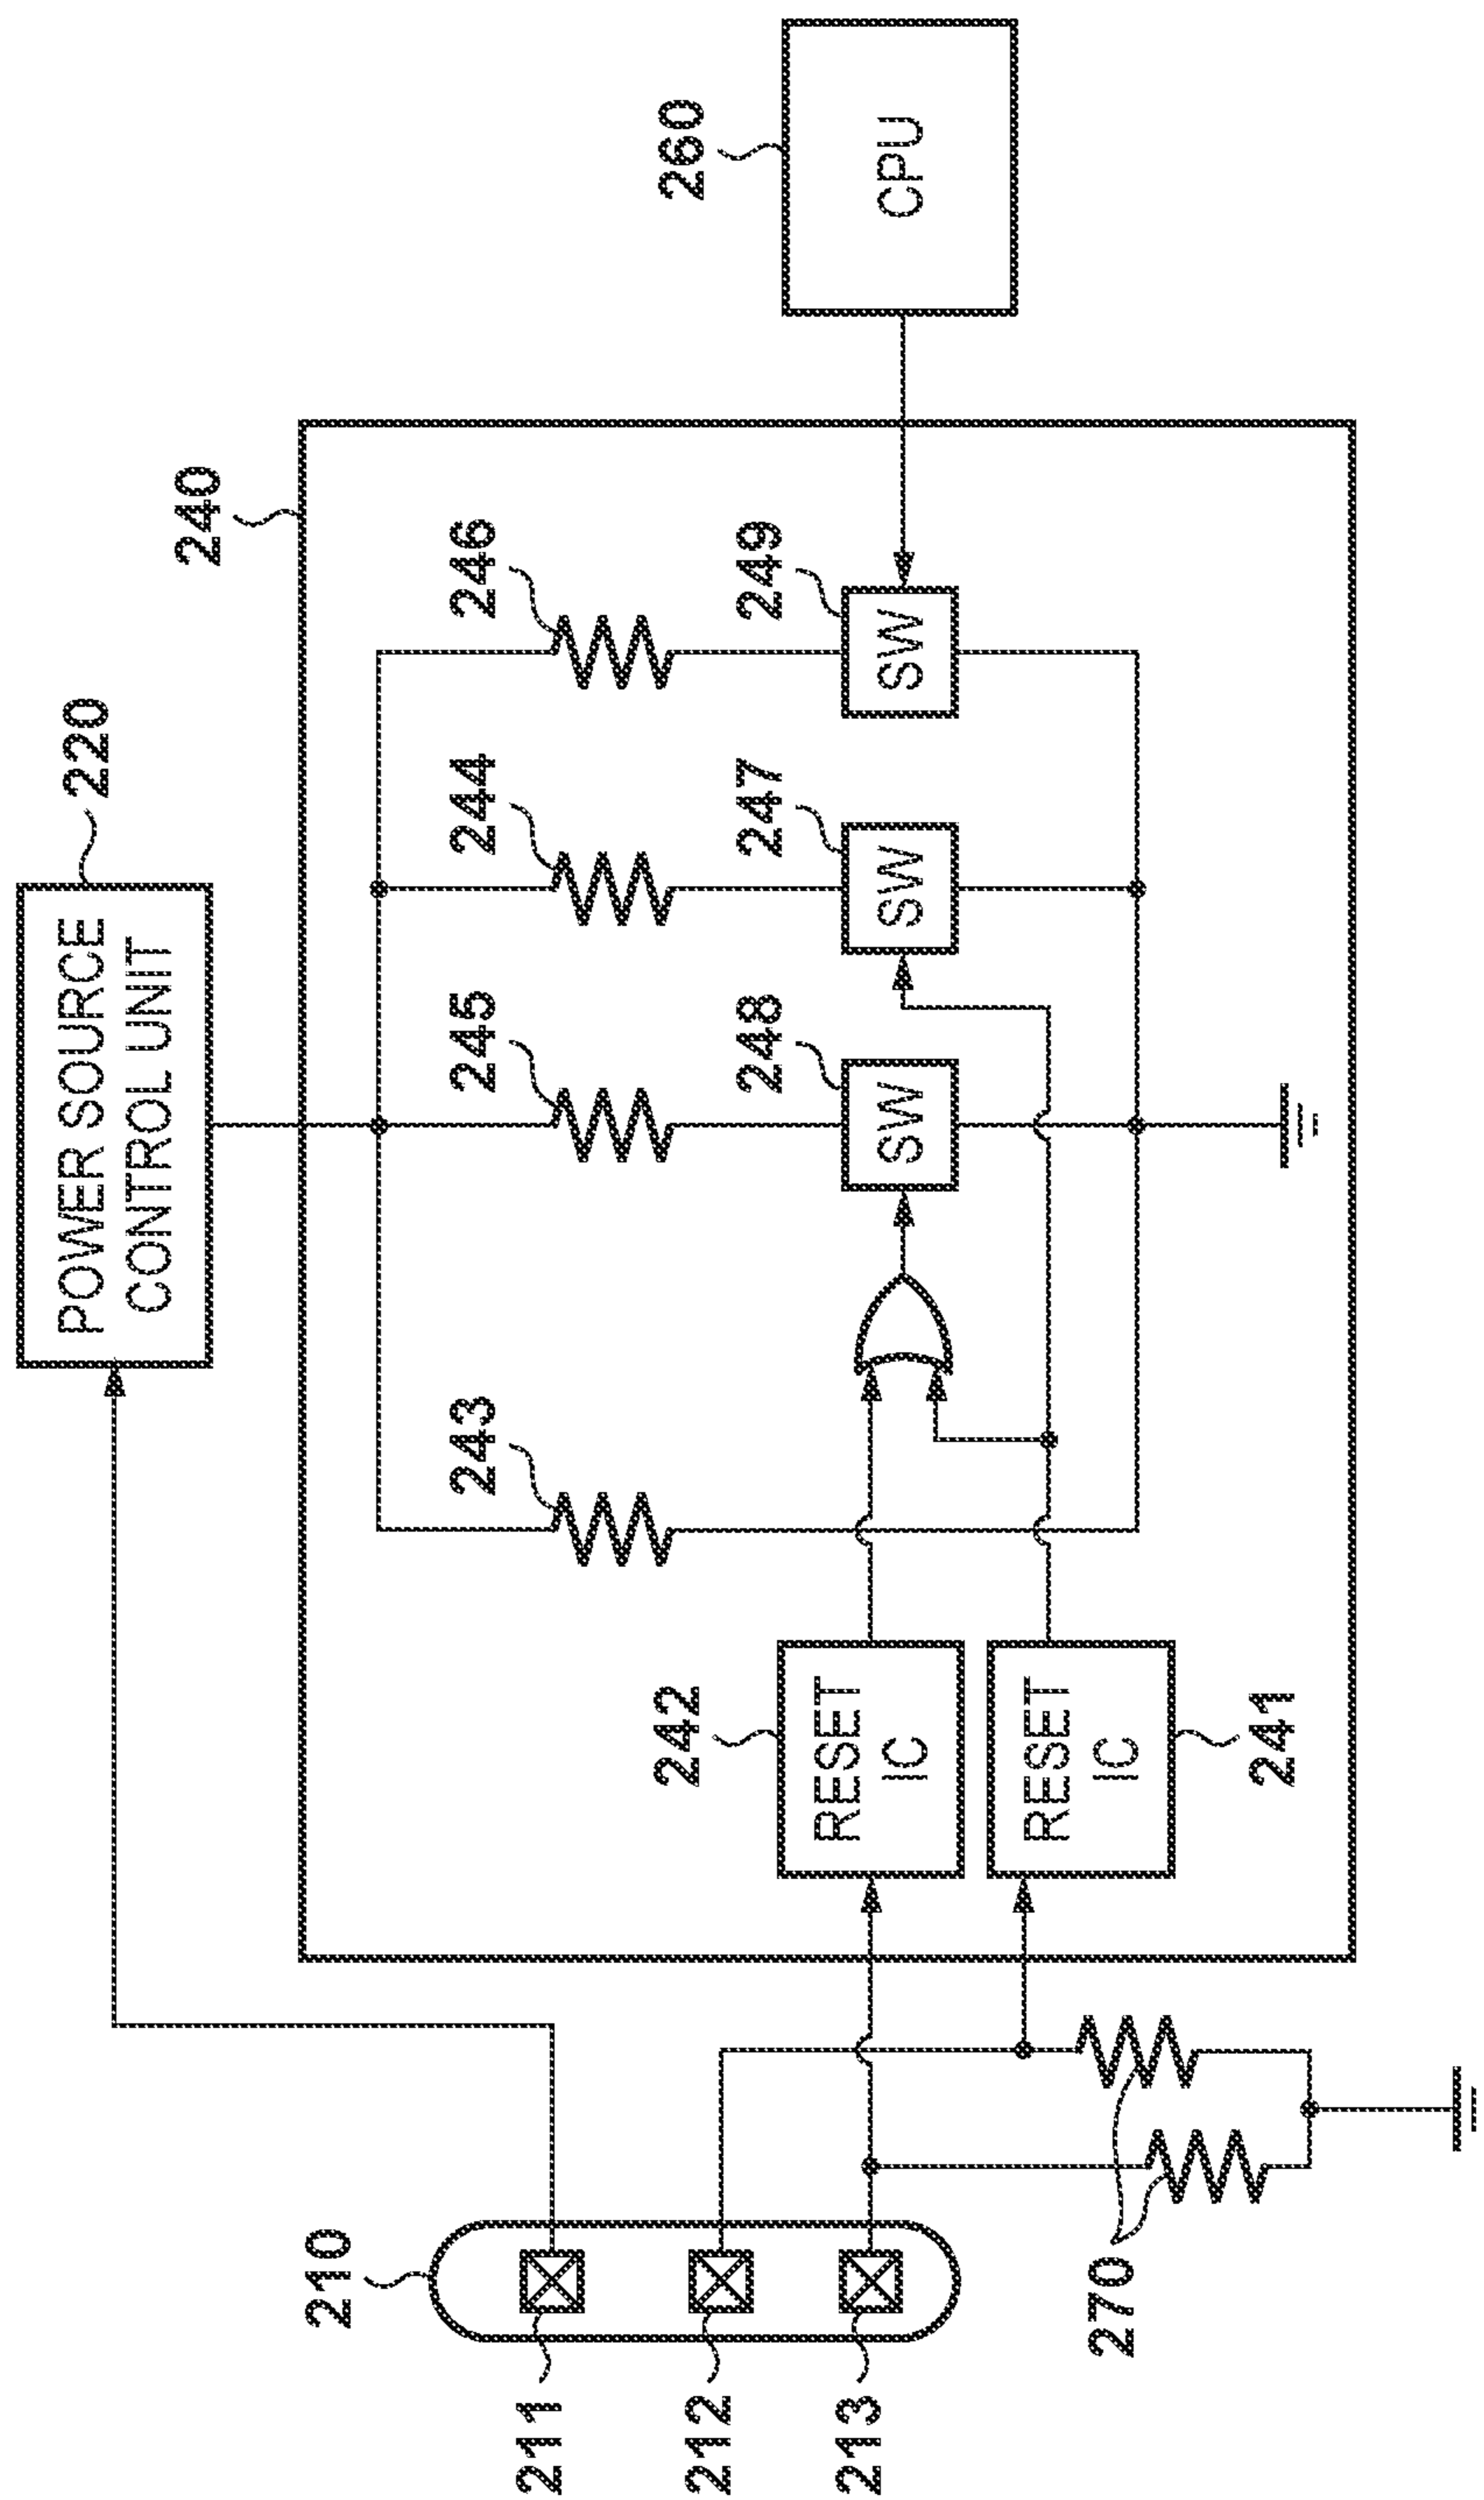 220
POWER SOURCE
CONTROL UNIT
240
260
CPU
243
245
244
246
248
SW
247
SW
249
SW
242
RESET
IC
241
RESET
IC
210
211
212
213
270